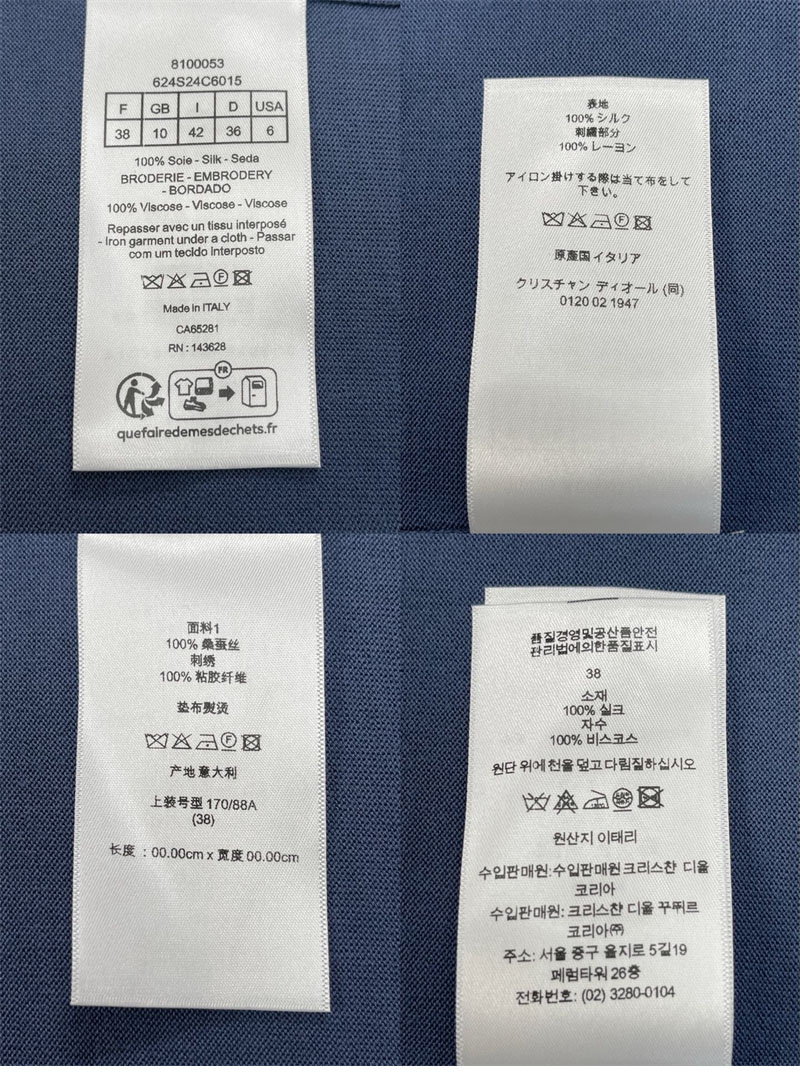 8100053
624S24C6015
F GB I D USA
38 10 42 36 6
100% Soie - Silk - Seda
BRODERIE - EMBRODERY
- BORDADO
100% Viscose - Viscose - Viscose
Repasser avec un tissu interposé
- Iron garment under a cloth - Passar
com um tecido interposto
F
Made in ITALY
CA65281
RN : 143628
FR
quefairedemesdechets.fr
表地
100% シルク
刺繍部分
100% レーヨン
アイロン掛けする際は当て布をして
下さい。
F
原産国イタリア
クリスチャン ディオール (同)
0120 02 1947
面料1
100% 桑蚕丝
刺绣
100% 粘胶纤维
垫布熨烫
F
产地意大利
上装号型 170/88A
(38)
长度 : 00.00cm x 宽度 00.00cm
품질경영및공산품안전
관리법에의한품질표시
38
소재
100% 실크
자수
100% 비스코스
원단 위에천을 덮고다림질하십시오
원산지 이태리
수입판매원:수입판매원크리스챤 디올
코리아
수입판매원: 크리스챤 디올 꾸뛰르
코리아㈜
주소: 서울 중구 을지로 5길19
페럼타워 26층
전화번호: (02) 3280-0104